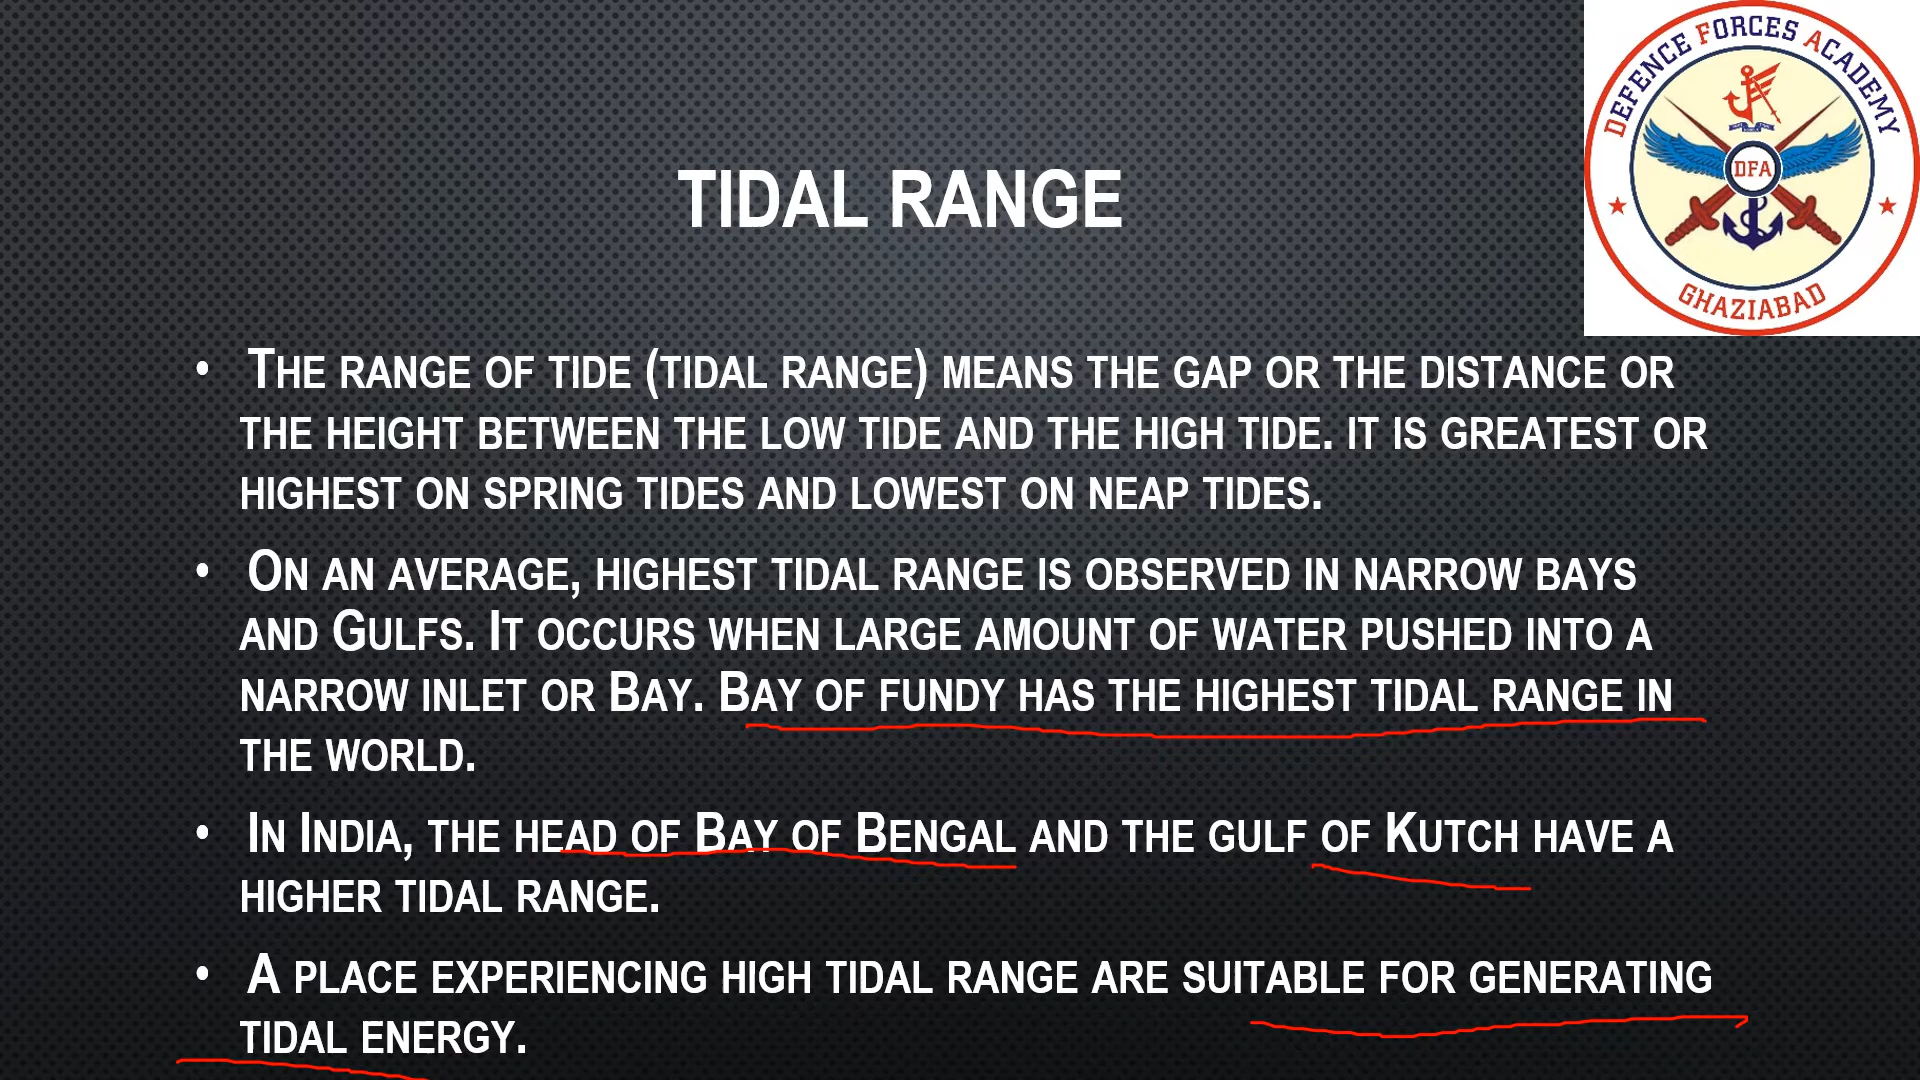 DEFENCE FORCES ACADEMY
DFA
GHAZIABAD
TIDAL RANGE
• THE RANGE OF TIDE (TIDAL RANGE) MEANS THE GAP OR THE DISTANCE OR
THE HEIGHT BETWEEN THE LOW TIDE AND THE HIGH TIDE. IT IS GREATEST OR
HIGHEST ON SPRING TIDES AND LOWEST ON NEAP TIDES.
• ON AN AVERAGE, HIGHEST TIDAL RANGE IS OBSERVED IN NARROW BAYS
AND GULFS. IT OCCURS WHEN LARGE AMOUNT OF WATER PUSHED INTO A
NARROW INLET OR BAY. BAY OF FUNDY HAS THE HIGHEST TIDAL RANGE IN
THE WORLD.
• IN INDIA, THE HEAD OF BAY OF BENGAL AND THE GULF OF KUTCH HAVE A
HIGHER TIDAL RANGE.
• A PLACE EXPERIENCING HIGH TIDAL RANGE ARE SUITABLE FOR GENERATING
TIDAL ENERGY.